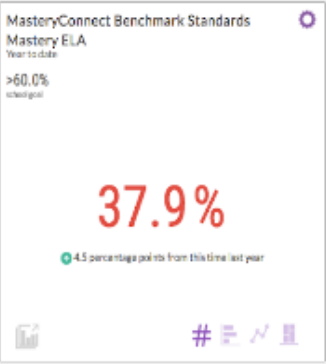 MasteryConnect Benchmark Standards
Mastery ELA
Year to date
>60.0%
school goal
37.9%
4.5 percentage points from this time last year
#